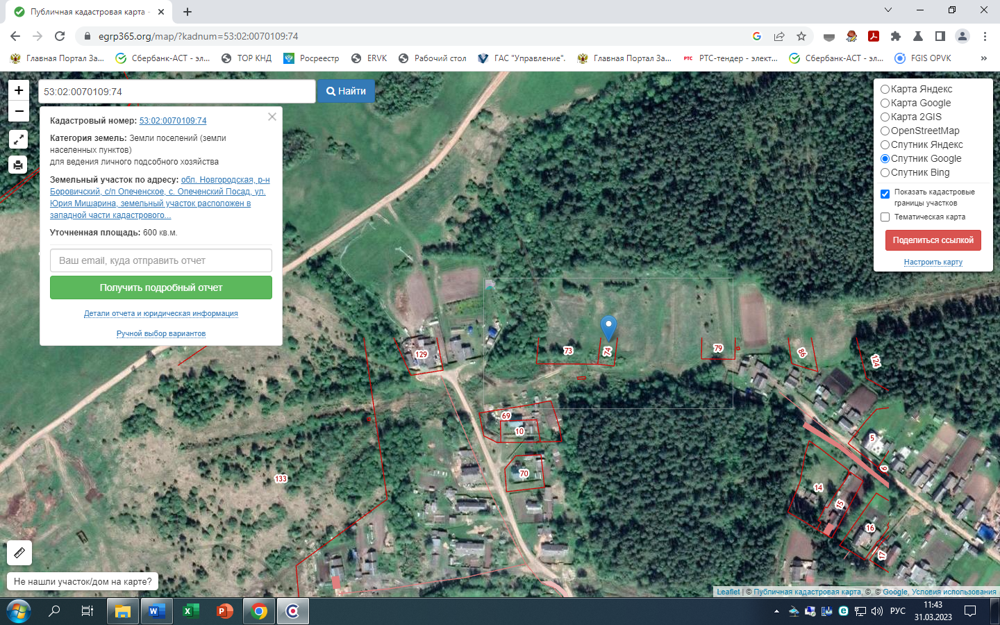 Публичная кадастровая карта -
egrp365.org/map/?kadnum=53:02:0070109:74
Главная Портал За...
Сбербанк-АСТ - эл...
ТОР КНД
Росреестр
ERVK
Рабочий стол
ГАС "Управление".
Главная Портал За...
РТС
РТС-тендер - элект...
Сбербанк-АСТ - эл...
FGIS OPVK
»
+
−
53:02:0070109:74
Найти
Кадастровый номер: 53:02:0070109:74
Категория земель: Земли поселений (земли
населенных пунктов)
для ведения личного подсобного хозяйства
Земельный участок по адресу: обл. Новгородская, р-н
Боровичский, с/п Опеченское, с. Опеченский Посад, ул.
Юрия Мишарина, земельный участок расположен в
западной части кадастрового...
Уточненная площадь: 600 кв.м.
Ваш email, куда отправить отчет
Получить подробный отчет
Детали отчета и юридическая информация
Ручной выбор вариантов
Карта Яндекс
Карта Google
Карта 2GIS
OpenStreetMap
Спутник Яндекс
Спутник Google
Спутник Bing
Показать кадастровые
границы участков
Тематическая карта
Поделиться ссылкой
Настроить карту
129
73
74
79
86
124
69
10
70
133
5
6
14
15
16
17
Не нашли участок/дом на карте?
Leaflet | © Публичная кадастровая карта, ©, © Google, Условия использования
РУС
11:43
31.03.2023